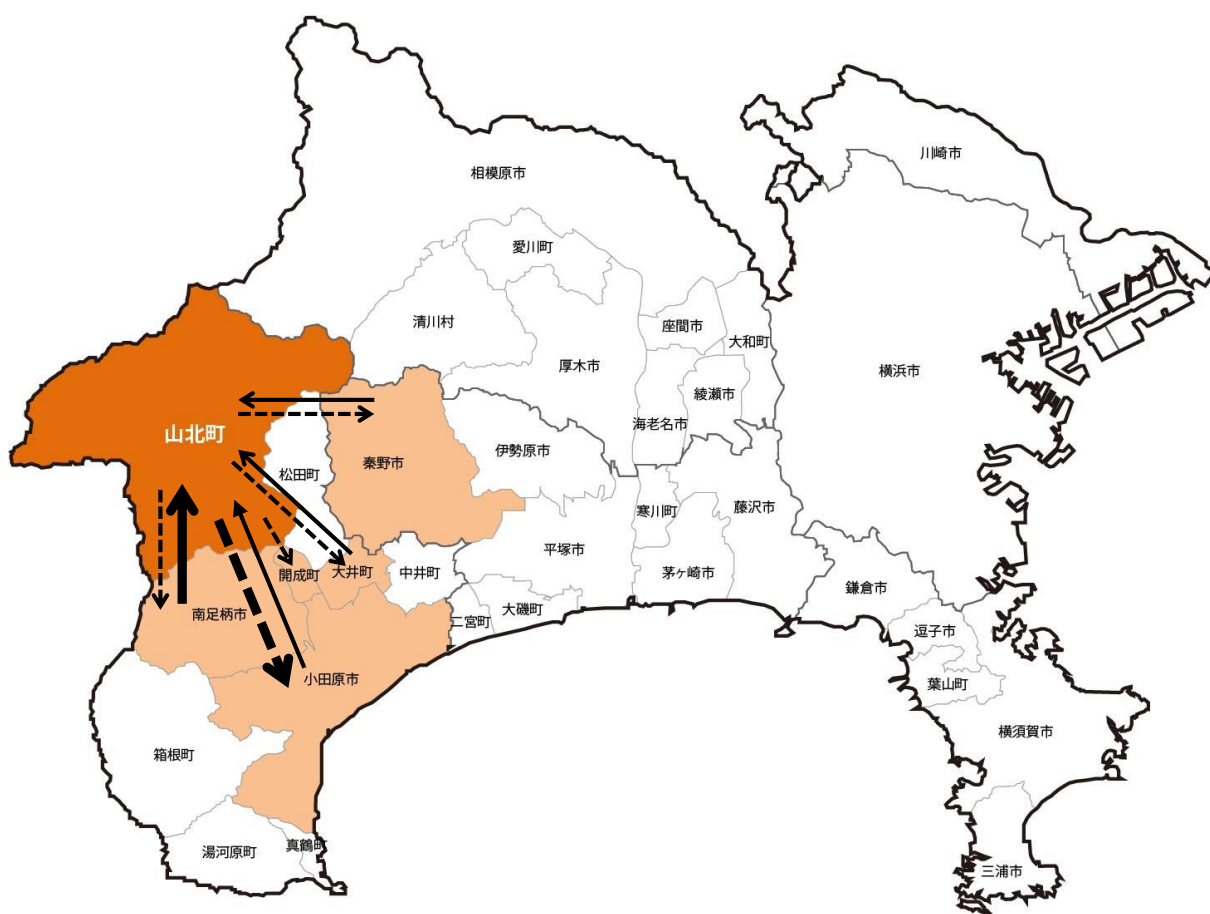 川崎市
相模原市
愛川町
清川村
座間市
大和町
厚木市
横浜市
綾瀬市
海老名市
山北町
伊勢原市
秦野市
松田町
寒川町
藤沢市
平塚市
開成町
大井町
中井町
茅ヶ崎市
鎌倉市
南足柄市
大磯町
二宮町
逗子市
小田原市
葉山町
横須賀市
箱根町
真鶴町
湯河原町
三浦市